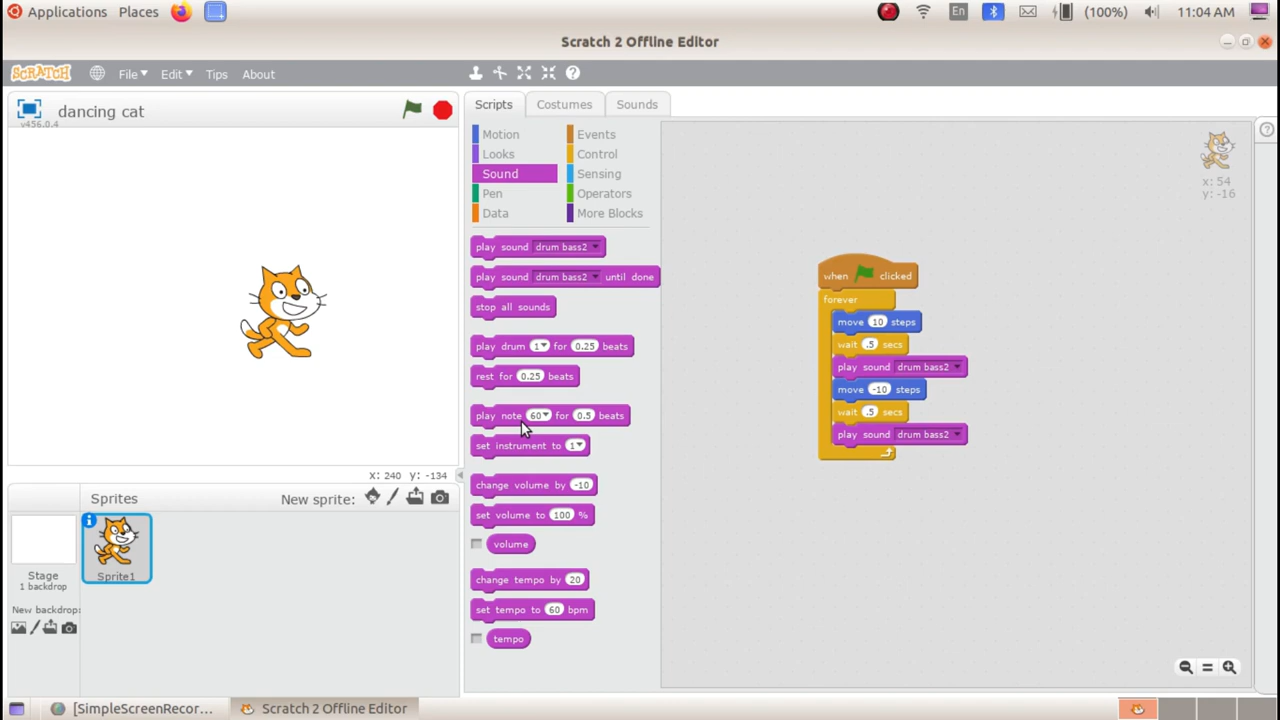 Applications Places En (100%) 11:04 AM
Scratch 2 Offline Editor
SCRATCH File Edit Tips About
dancing cat
v456.0.4
Scripts Costumes Sounds
Motion Events
Looks Control
Sound Sensing
Pen Operators
Data More Blocks
play sound drum bass2
play sound drum bass2 until done
stop all sounds
play drum 1 for 0.25 beats
rest for 0.25 beats
play note 60 for 0.5 beats
set instrument to 1
change volume by -10
set volume to 100 %
volume
change tempo by 20
set tempo to 60 bpm
tempo
x: 54
y: -16
when clicked
forever
move 10 steps
wait .5 secs
play sound drum bass2
move -10 steps
wait .5 secs
play sound drum bass2
x: 240 y: -134
Sprites New sprite:
Sprite1
Stage
1 backdrop
New backdrop:
[SimpleScreenRecor... Scratch 2 Offline Editor